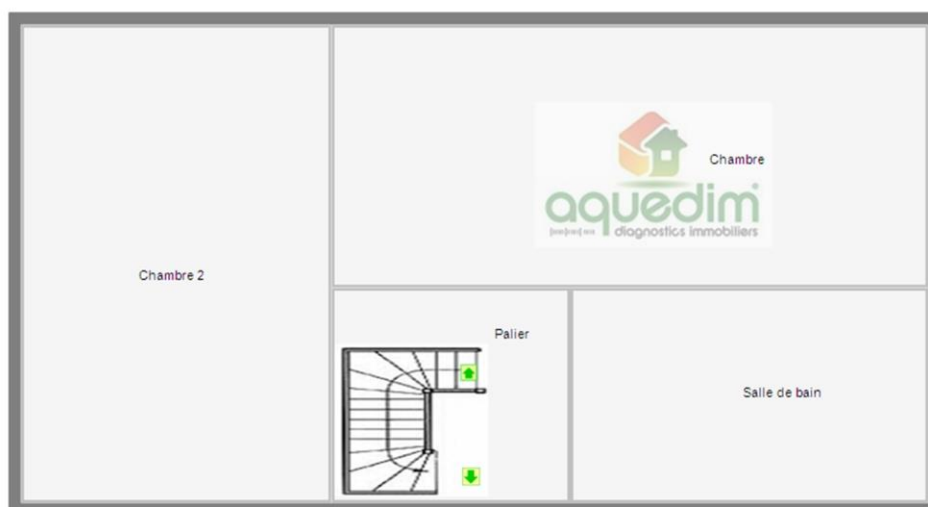 Chambre
aquedim
diagnostics immobiliers
Chambre 2
Palier
Salle de bain